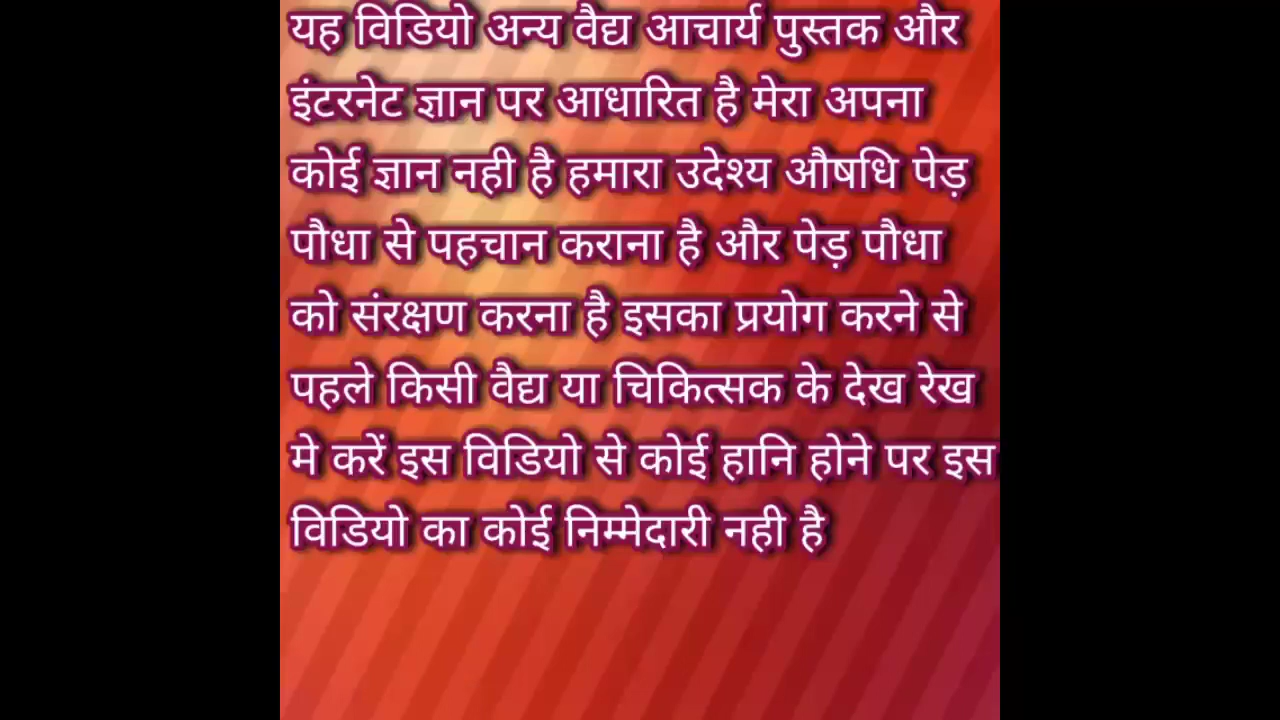 यह विडियो अन्य वैद्य आचार्य पुस्तक और
इंटरनेट ज्ञान पर आधारित है मेरा अपना
कोई ज्ञान नही है हमारा उदेश्य औषधि पेड़
पौधा से पहचान कराना है और पेड़ पौधा
को संरक्षण करना है इसका प्रयोग करने से
पहले किसी वैद्य या चिकित्सक के देख रेख
मे करें इस विडियो से कोई हानि होने पर इस
विडियो का कोई निम्मेदारी नही है